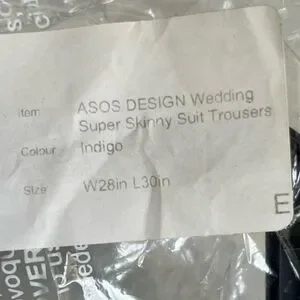 item ASOS DESIGN Wedding
Super Skinny Suit Trousers
Colour Indigo
Size W28in L30in
E